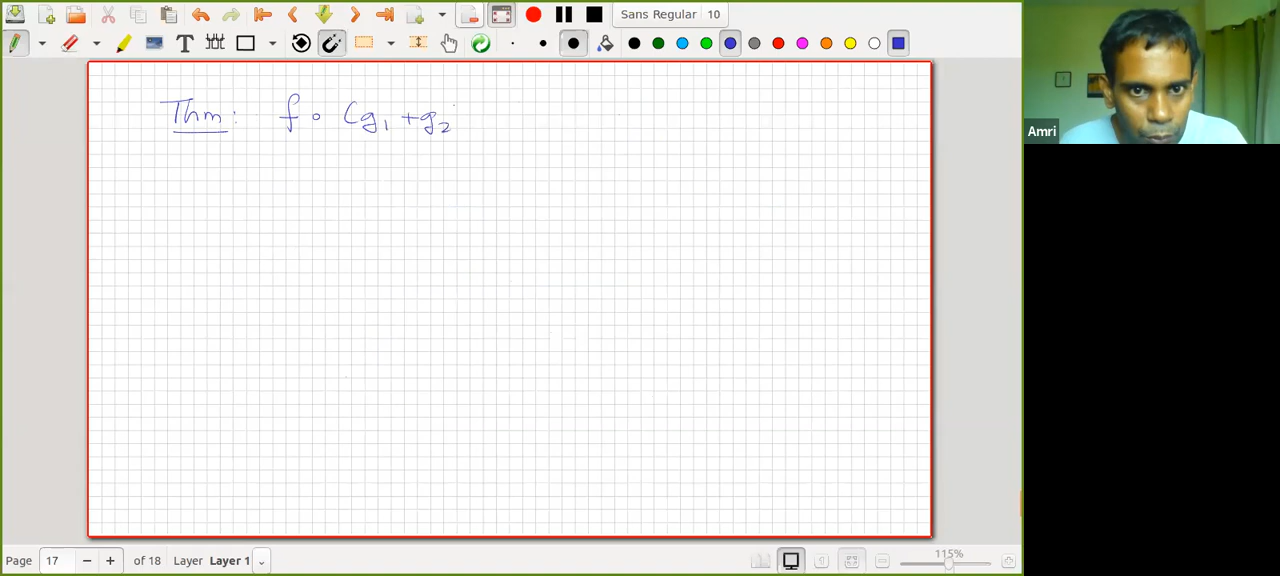 Sans Regular 10
Thm: f ∘ (g₁ + g₂
Amri
Page 17 of 18 Layer Layer 1
115%